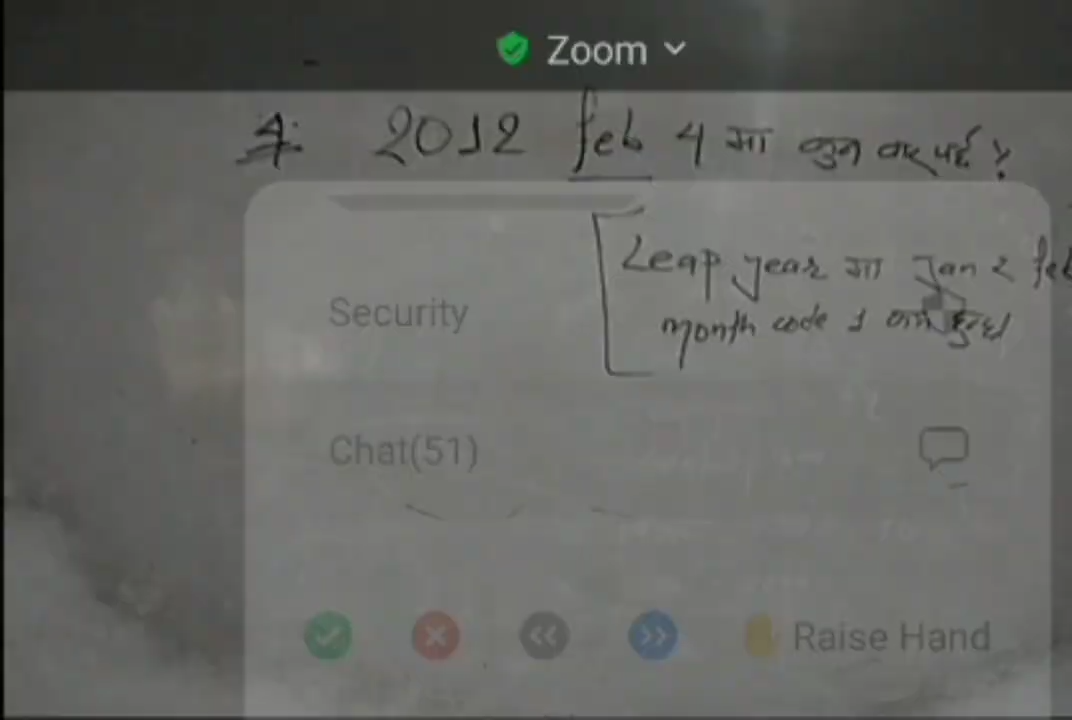 Zoom
4. 2012 feb 4 मा कुन बार पर्छ ?
Leap year मा Jan र feb
month code 1 कम हुन्छ
Security
Chat(51)
Raise Hand